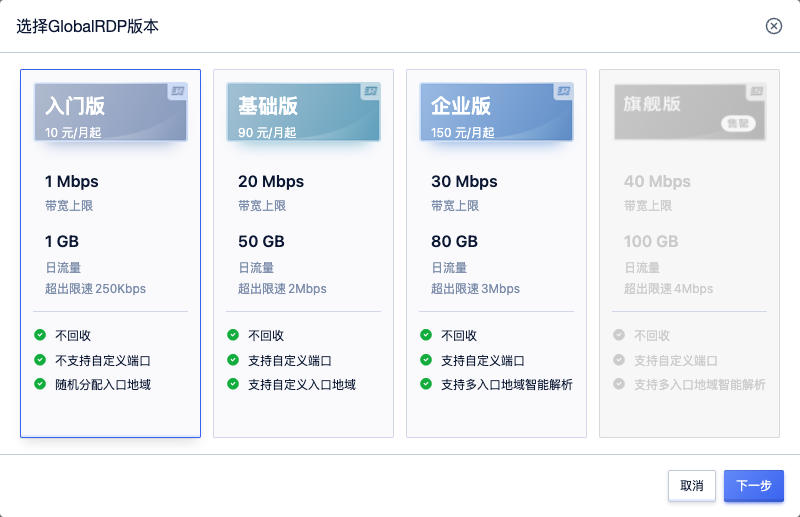 选择GlobalRDP版本
入门版
10 元/月起
1 Mbps
带宽上限
1 GB
日流量
超出限速 250Kbps
不回收
不支持自定义端口
随机分配入口地域
基础版
90 元/月起
20 Mbps
带宽上限
50 GB
日流量
超出限速 2Mbps
不回收
支持自定义端口
支持自定义入口地域
企业版
150 元/月起
30 Mbps
带宽上限
80 GB
日流量
超出限速 3Mbps
不回收
支持自定义端口
支持多入口地域智能解析
旗舰版
售罄
40 Mbps
带宽上限
100 GB
日流量
超出限速 4Mbps
不回收
支持自定义端口
支持多入口地域智能解析
取消
下一步